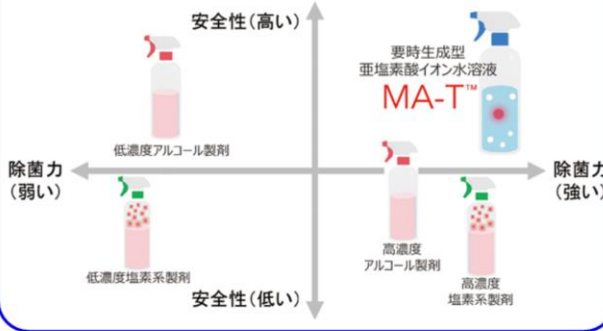 安全性(高い)
要時生成型
亜塩素酸イオン水溶液
MA-T™
低濃度アルコール製剤
除菌力
(弱い)
除菌力
(強い)
低濃度塩素系製剤
高濃度
アルコール製剤
高濃度
塩素系製剤
安全性(低い)